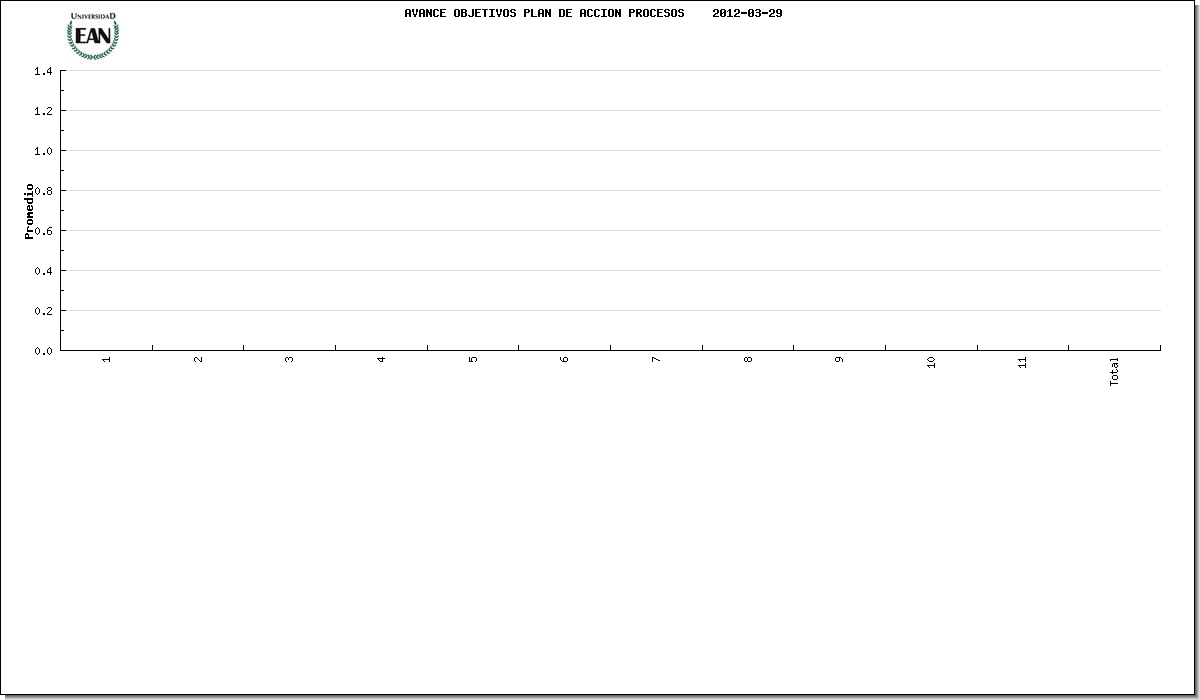 AVANCE OBJETIVOS PLAN DE ACCION PROCESOS 2012-03-29
UNIVERSIDAD
EAN
Promedio
1.4
1.2
1.0
0.8
0.6
0.4
0.2
0.0
1 2 3 4 5 6 7 8 9 10 11 Total